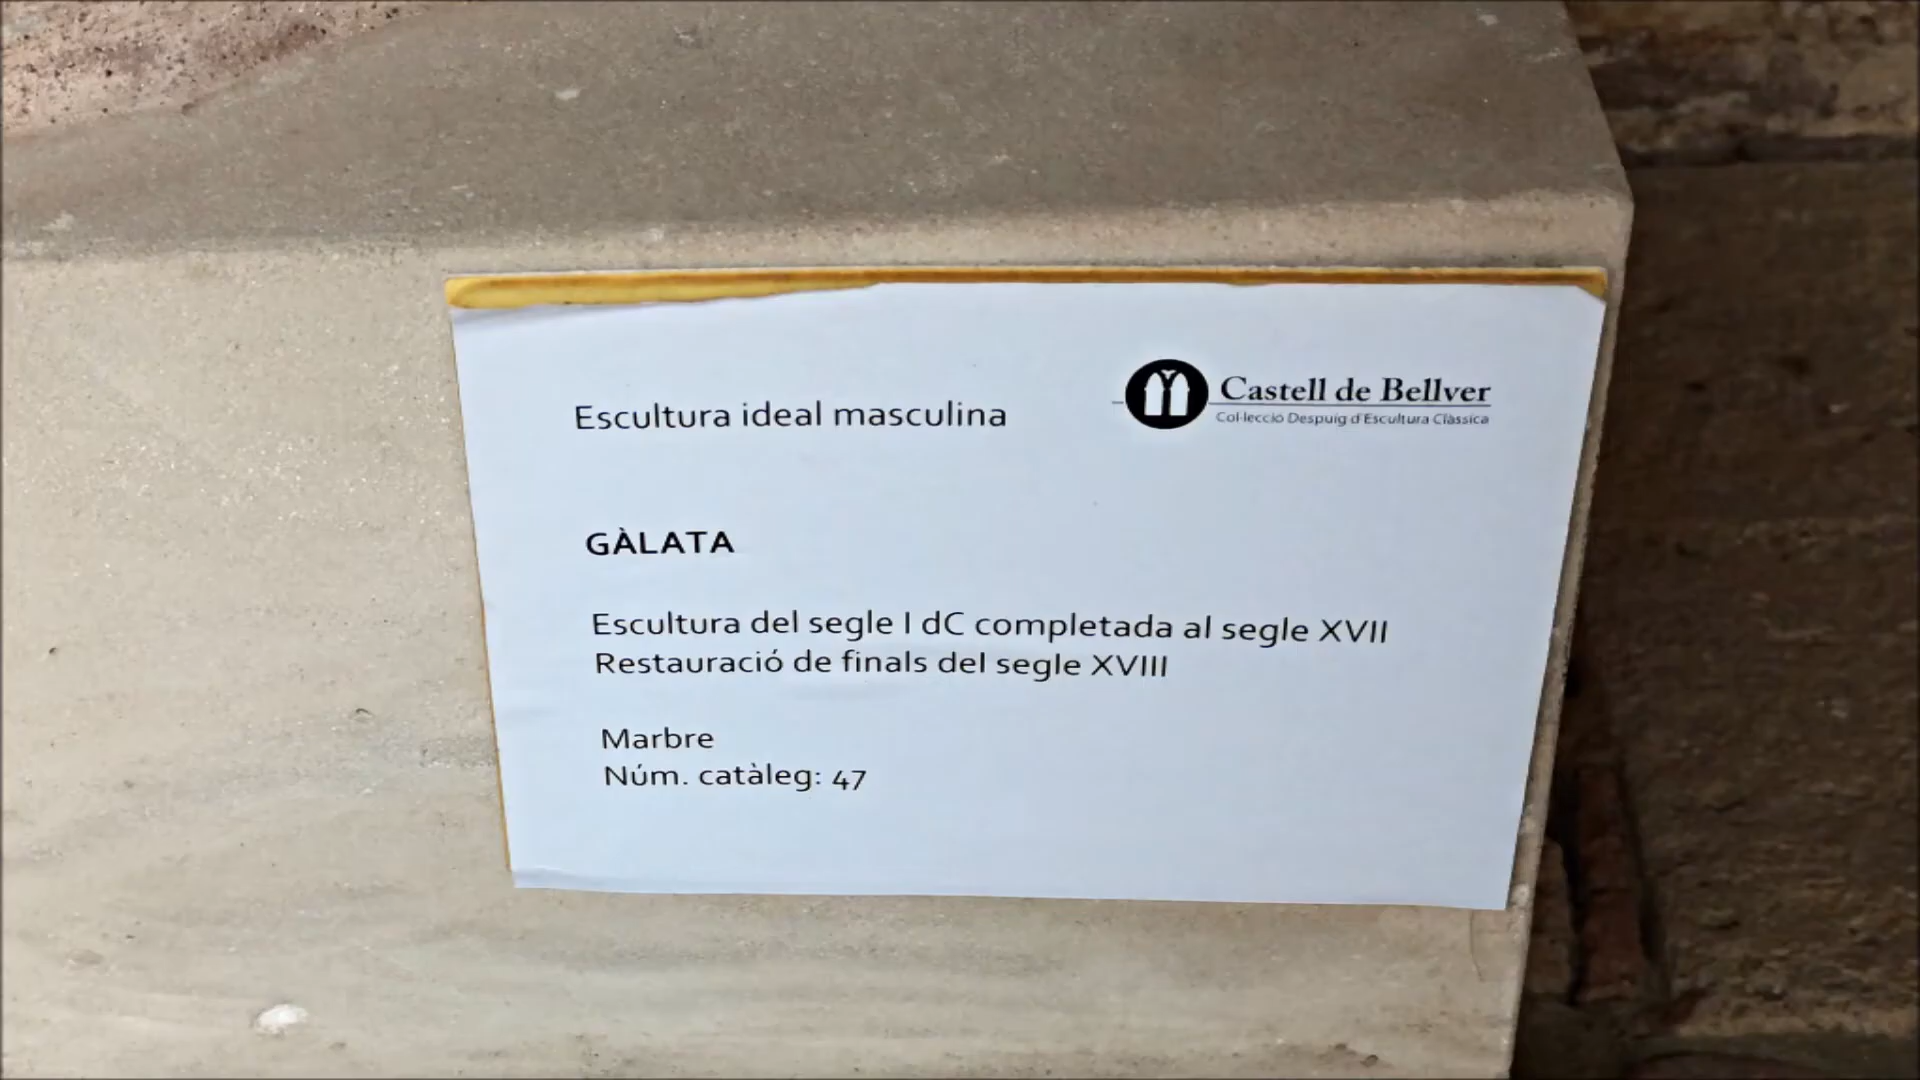 Escultura ideal masculina
Castell de Bellver
Col·lecció Despuig d'Escultura Clàssica
GÀLATA
Escultura del segle I dC completada al segle XVII
Restauració de finals del segle XVIII
Marbre
Núm. catàleg: 47